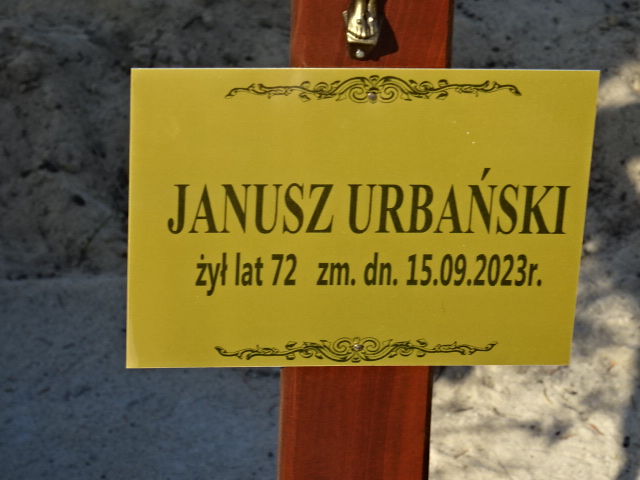 JANUSZ URBAŃSKI
żył lat 72 zm. dn. 15.09.2023r.